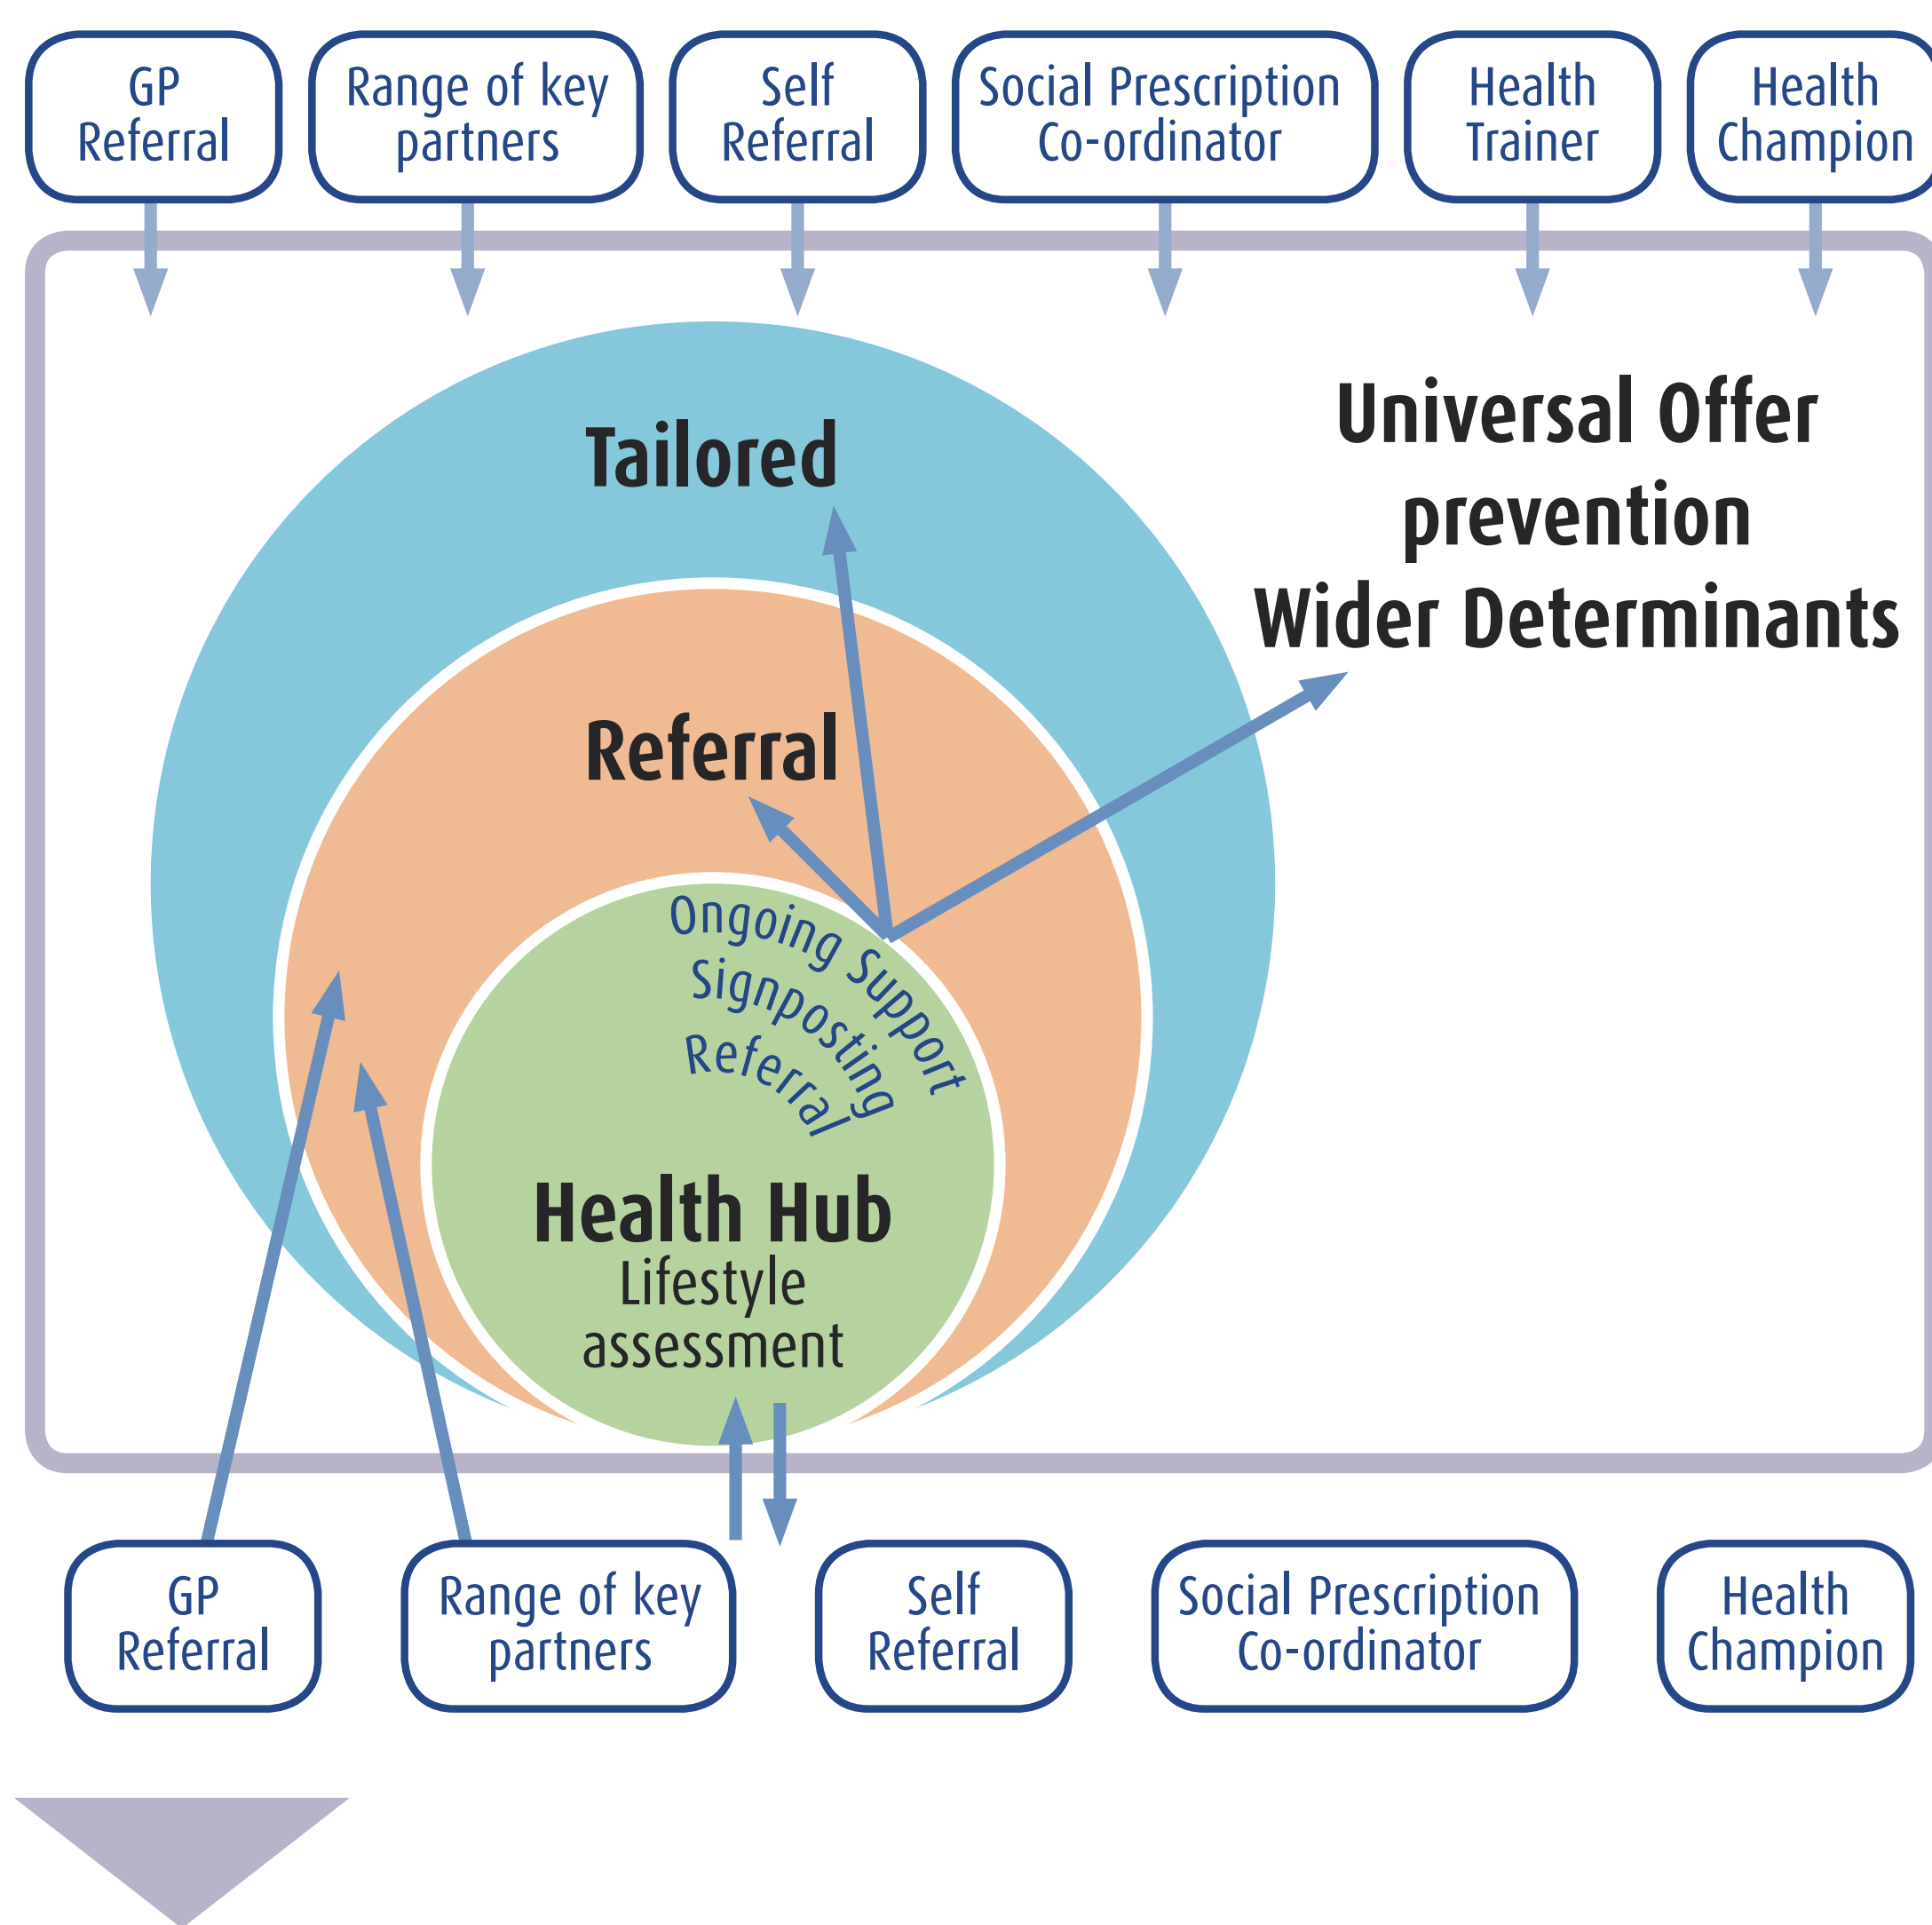 GP
Referral
Range of key
partners
Self
Referral
Social Prescription
Co-ordinator
Health
Trainer
Health
Champion
Universal Offer
prevention
Wider Determinants
Tailored
Referral
Ongoing Support
Signposting
Referral
Health Hub
Lifestyle
assessment
GP
Referral
Range of key
partners
Self
Referral
Social Prescription
Co-ordinator
Health
Champion